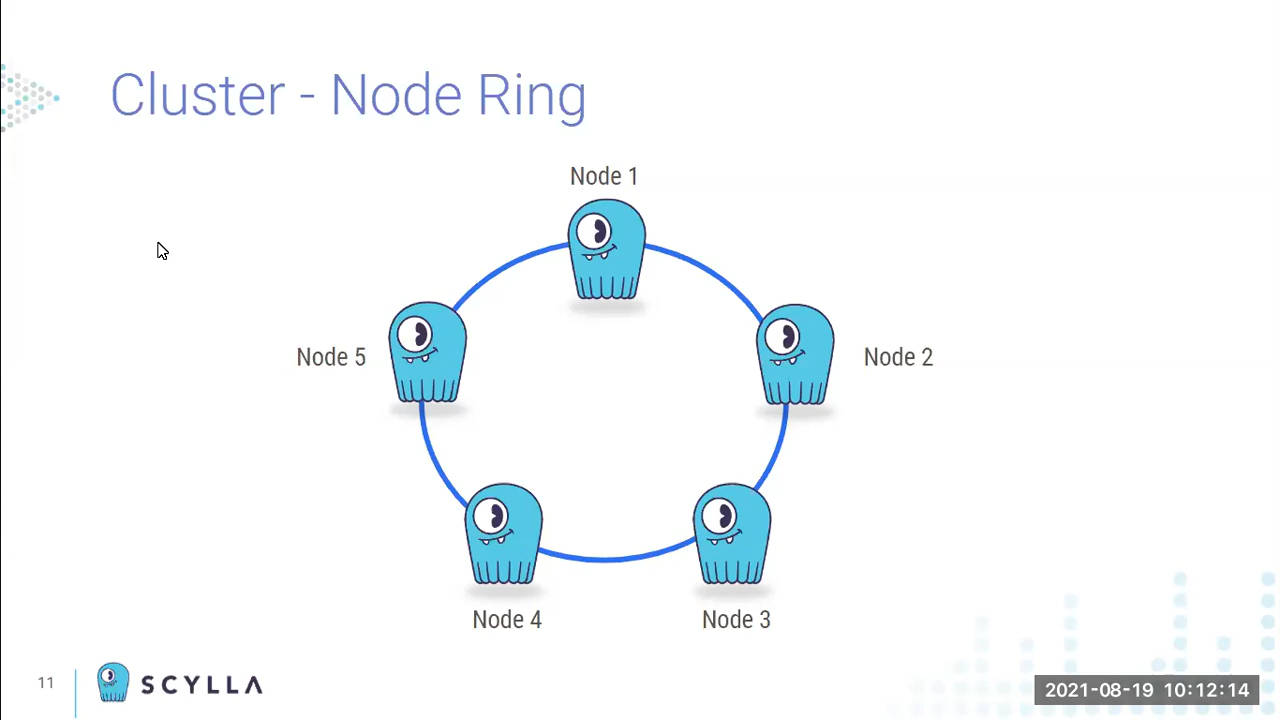 Cluster - Node Ring
Node 1
Node 5
Node 2
Node 4
Node 3
11
SCYLLA
2021-08-19 10:12:14